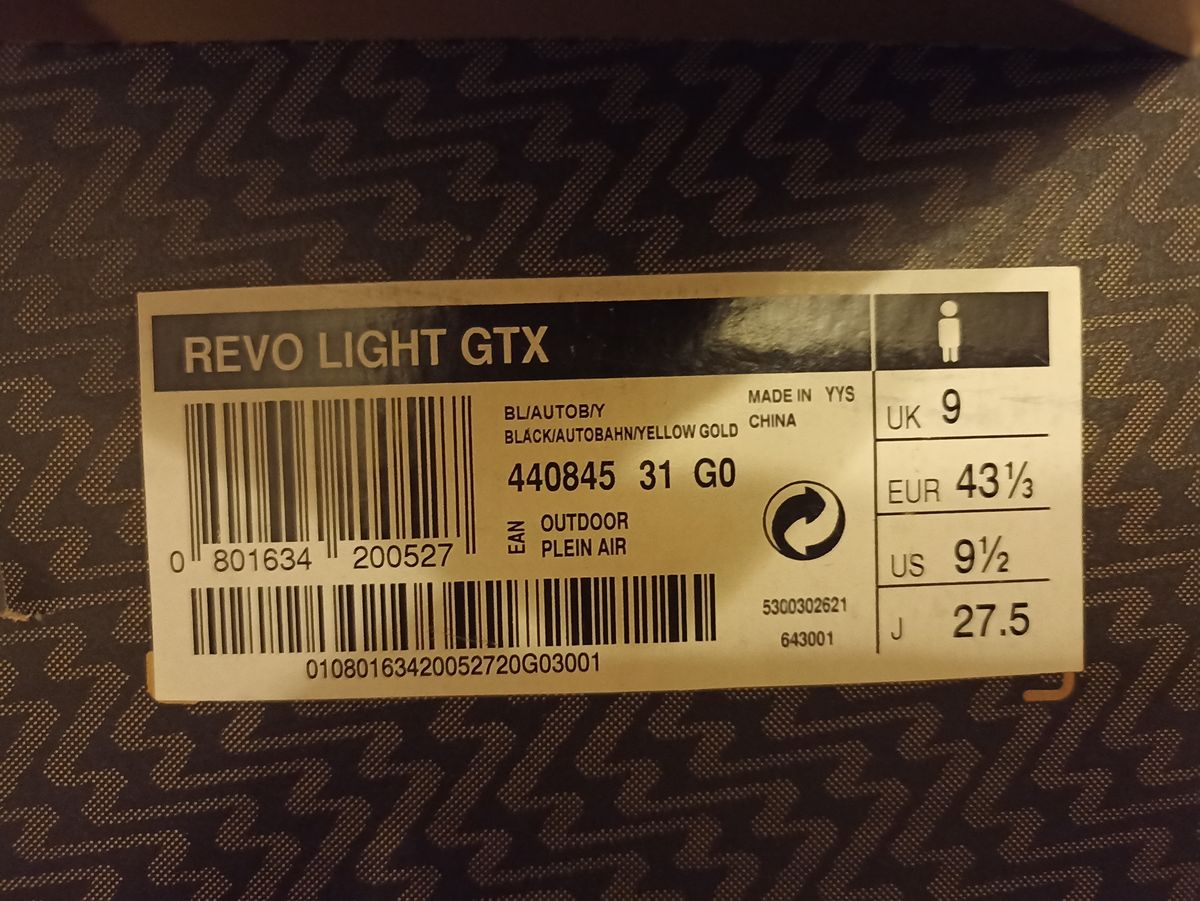 REVO LIGHT GTX
BL/AUTOB/Y
BLACK/AUTOBAHN/YELLOW GOLD
MADE IN YYS
CHINA
440845 31 G0
EAN
OUTDOOR
PLEIN AIR
0 801634 200527
01080163420052720G03001
5300302621
643001
UK 9
EUR 43⅓
US 9½
J 27.5